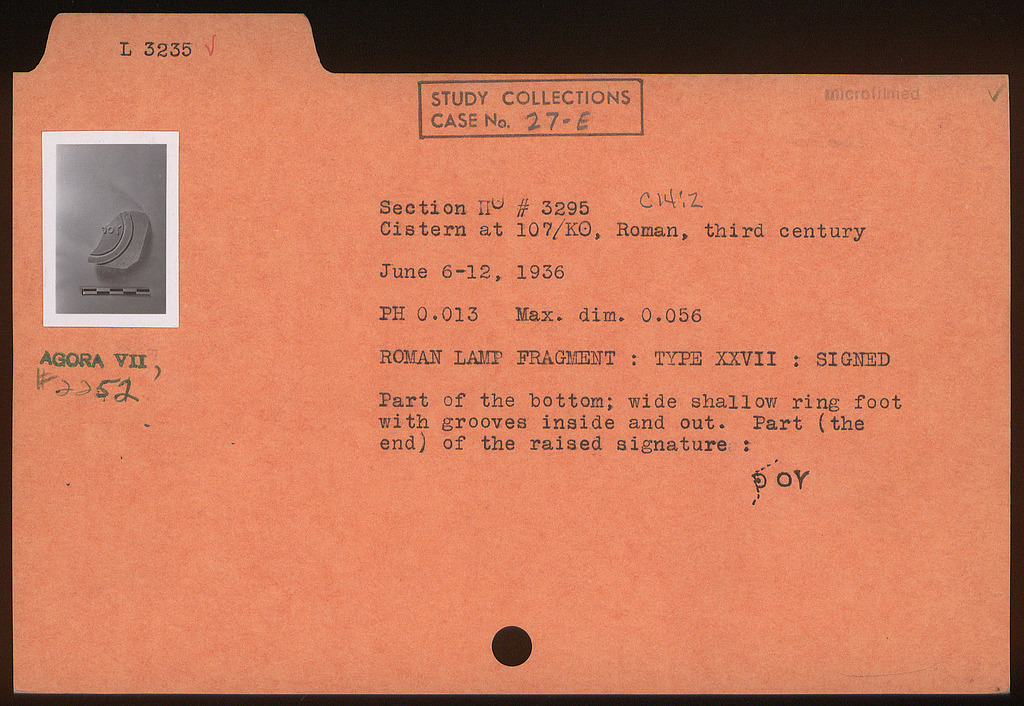 L 3235 √
STUDY COLLECTIONS
CASE No. 27-E
microfilmed
Section Π⁰ # 3295 C14:2
Cistern at 107/ΚΘ, Roman, third century
June 6-12, 1936
PH 0.013 Max. dim. 0.056
ROMAN LAMP FRAGMENT : TYPE XXVII : SIGNED
AGORA VII,
#2252
Part of the bottom; wide shallow ring foot
with grooves inside and out. Part (the
end) of the raised signature :
ΟΥ